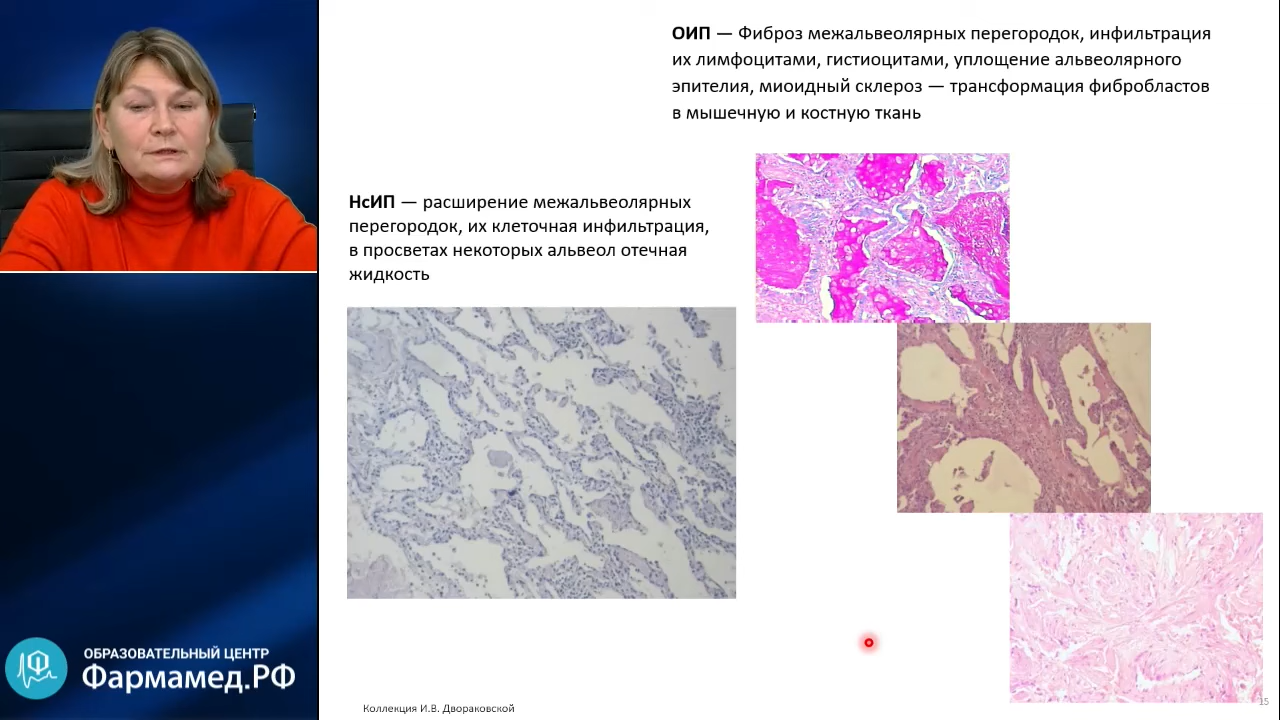 ОИП — Фиброз межальвеолярных перегородок, инфильтрация
их лимфоцитами, гистиоцитами, уплощение альвеолярного
эпителия, миоидный склероз — трансформация фибробластов
в мышечную и костную ткань
НсИП — расширение межальвеолярных
перегородок, их клеточная инфильтрация,
в просветах некоторых альвеол отечная
жидкость
ОБРАЗОВАТЕЛЬНЫЙ ЦЕНТР
Фармамед.РФ
Коллекция И.В. Двораковской
15